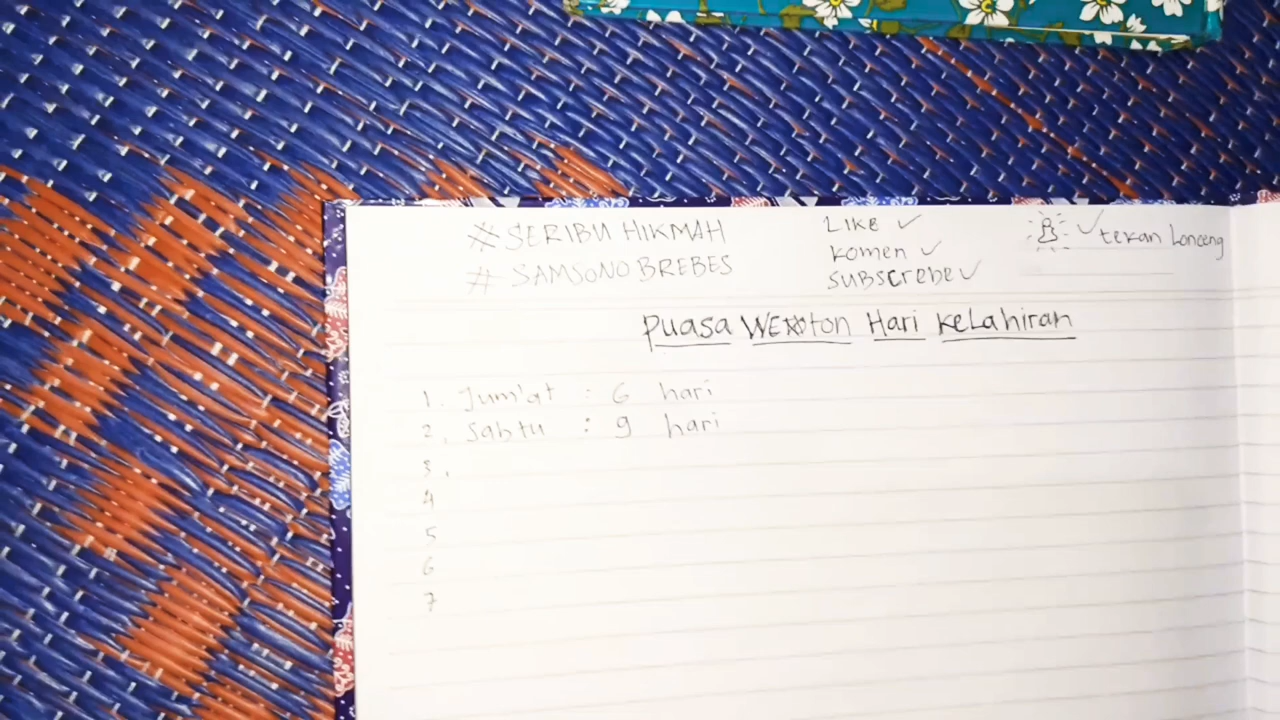 # SERIBU HIKMAH
# SAMSONO BREBES
LIKE ✓
komen ✓
subscrebe ✓
✓ tekan Lonceng
Puasa WEton Hari KeLahiran
1. Jum'at : 6 hari
2. Sabtu : 9 hari
3.
4
5
6
7